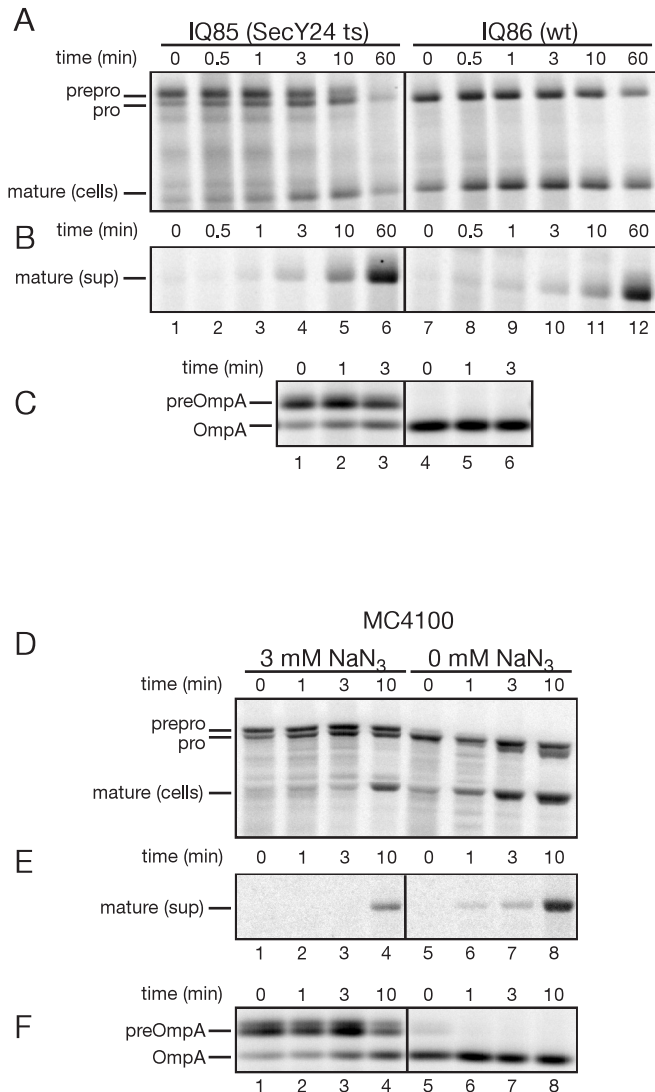 A
IQ85 (SecY24 ts) IQ86 (wt)
time (min) 0 0.5 1 3 10 60 0 0.5 1 3 10 60
prepro
pro
mature (cells)
B
time (min) 0 0.5 1 3 10 60 0 0.5 1 3 10 60
mature (sup)
1 2 3 4 5 6 7 8 9 10 11 12
time (min) 0 1 3 0 1 3
C
preOmpA
OmpA
1 2 3 4 5 6
MC4100
D
3 mM NaN3 0 mM NaN3
time (min) 0 1 3 10 0 1 3 10
prepro
pro
mature (cells)
E
time (min) 0 1 3 10 0 1 3 10
mature (sup)
1 2 3 4 5 6 7 8
time (min) 0 1 3 10 0 1 3 10
F
preOmpA
OmpA
1 2 3 4 5 6 7 8